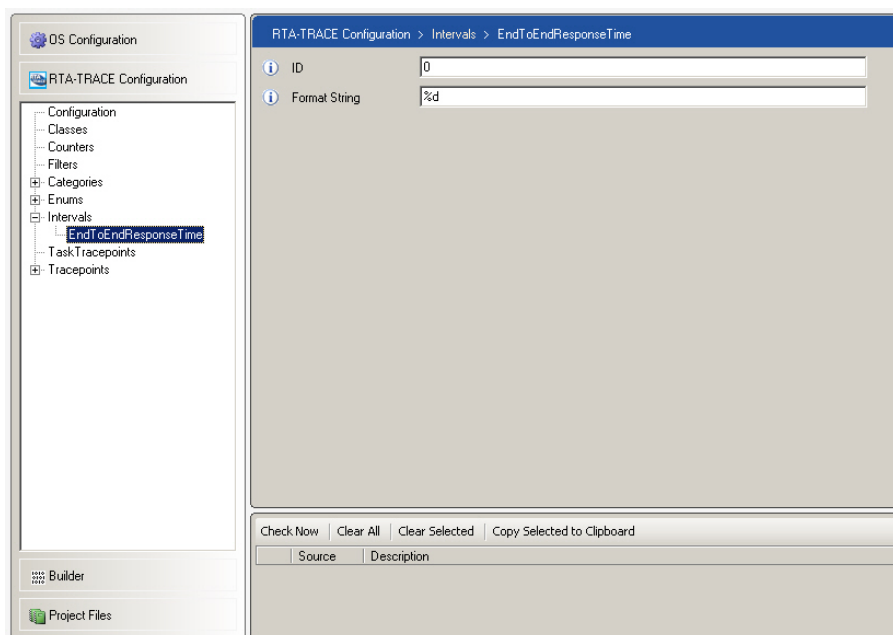 OS Configuration
RTA-TRACE Configuration
Configuration
Classes
Counters
Filters
Categories
Enums
Intervals
EndToEndResponseTime
TaskTracepoints
Tracepoints
Builder
Project Files
RTA-TRACE Configuration > Intervals > EndToEndResponseTime
ID 0
Format String %d
Check Now Clear All Clear Selected Copy Selected to Clipboard
Source Description